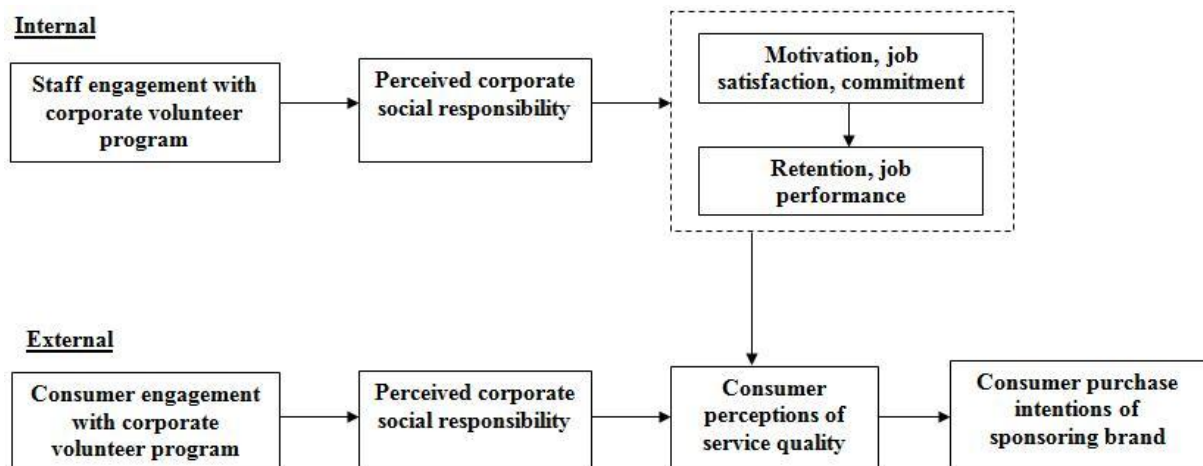 Internal
Staff engagement with
corporate volunteer
program
Perceived corporate
social responsibility
Motivation, job
satisfaction, commitment
Retention, job
performance
External
Consumer engagement
with corporate
volunteer program
Perceived corporate
social responsibility
Consumer
perceptions of
service quality
Consumer purchase
intentions of
sponsoring brand